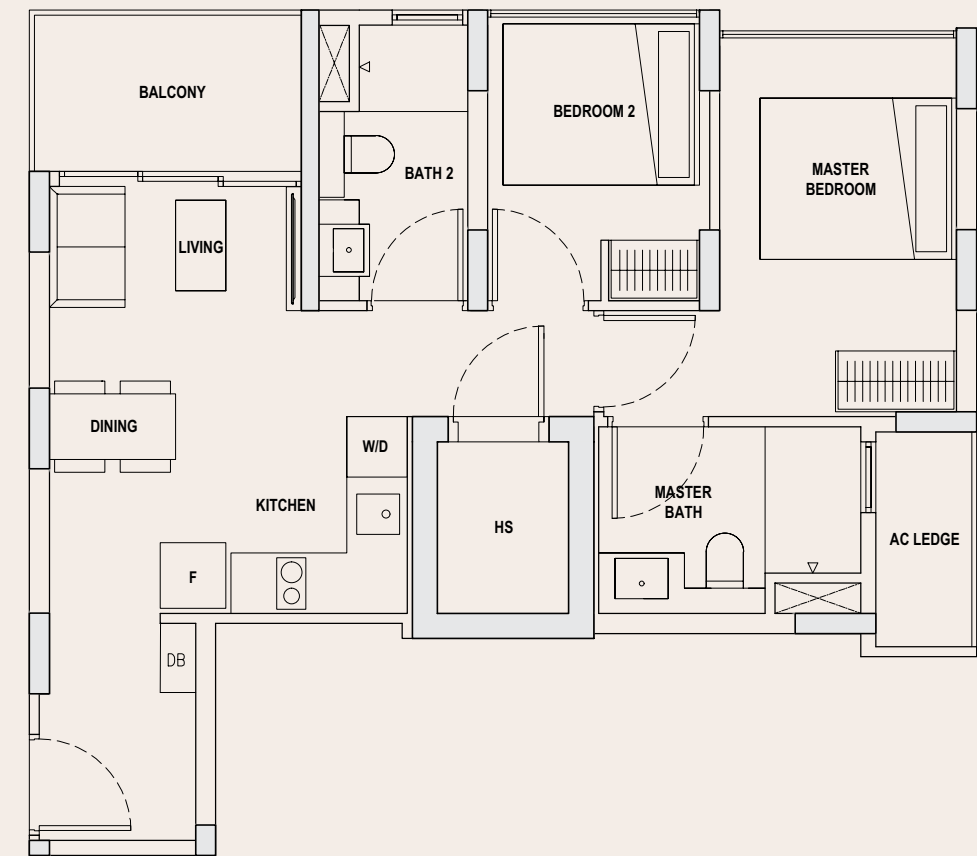 BALCONY
BEDROOM 2
BATH 2
MASTER
BEDROOM
LIVING
DINING
W/D
KITCHEN
MASTER
BATH
HS
AC LEDGE
F
DB